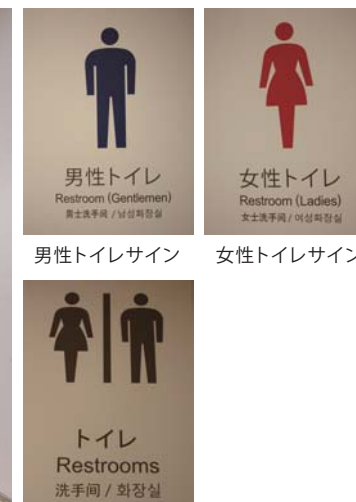 男性トイレ
Restroom (Gentlemen)
男士洗手间 / 남성화장실
男性トイレサイン
女性トイレ
Restroom (Ladies)
女士洗手间 / 여성화장실
女性トイレサイン
トイレ
Restrooms
洗手间 / 화장실